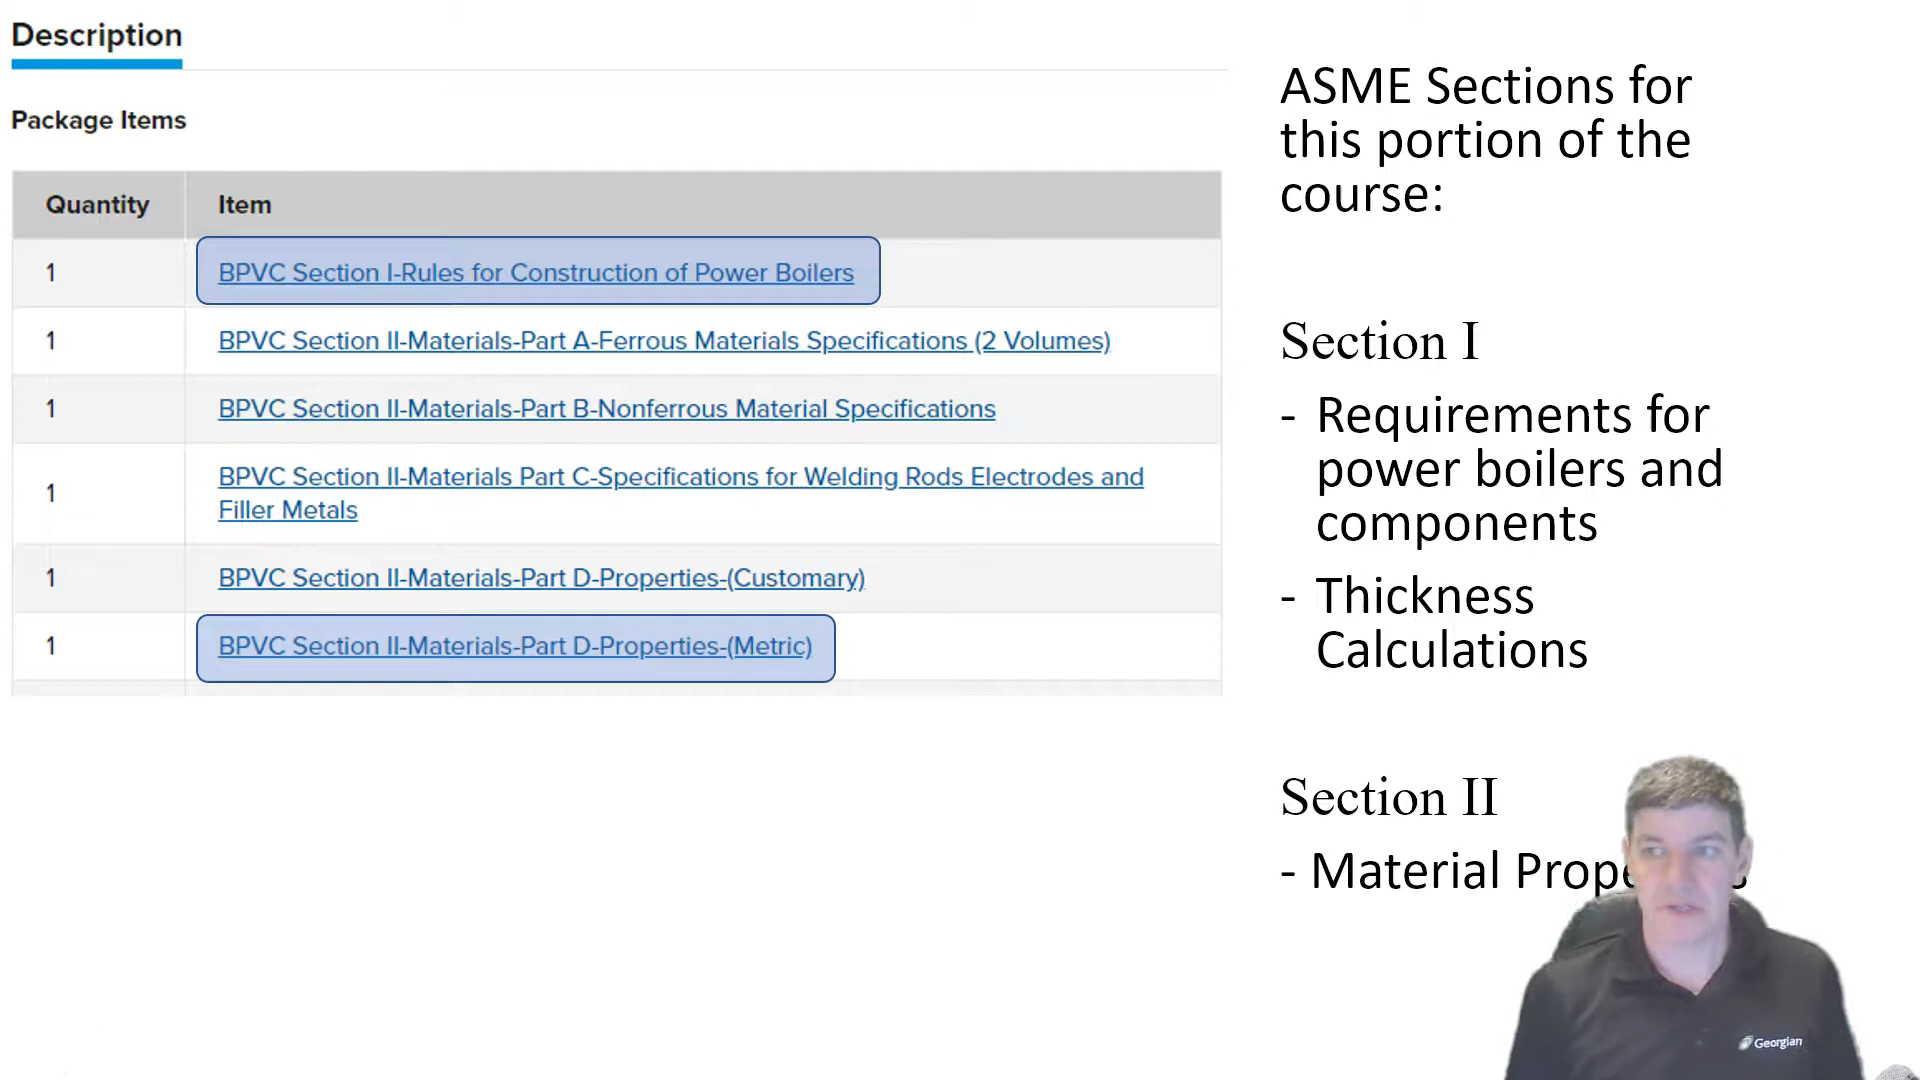 Description
Package Items
Quantity Item
1 BPVC Section I-Rules for Construction of Power Boilers
1 BPVC Section II-Materials-Part A-Ferrous Materials Specifications (2 Volumes)
1 BPVC Section II-Materials-Part B-Nonferrous Material Specifications
1 BPVC Section II-Materials Part C-Specifications for Welding Rods Electrodes and
Filler Metals
1 BPVC Section II-Materials-Part D-Properties-(Customary)
1 BPVC Section II-Materials-Part D-Properties-(Metric)
ASME Sections for
this portion of the
course:
Section I
- Requirements for
power boilers and
components
- Thickness
Calculations
Section II
- Material
Georgian